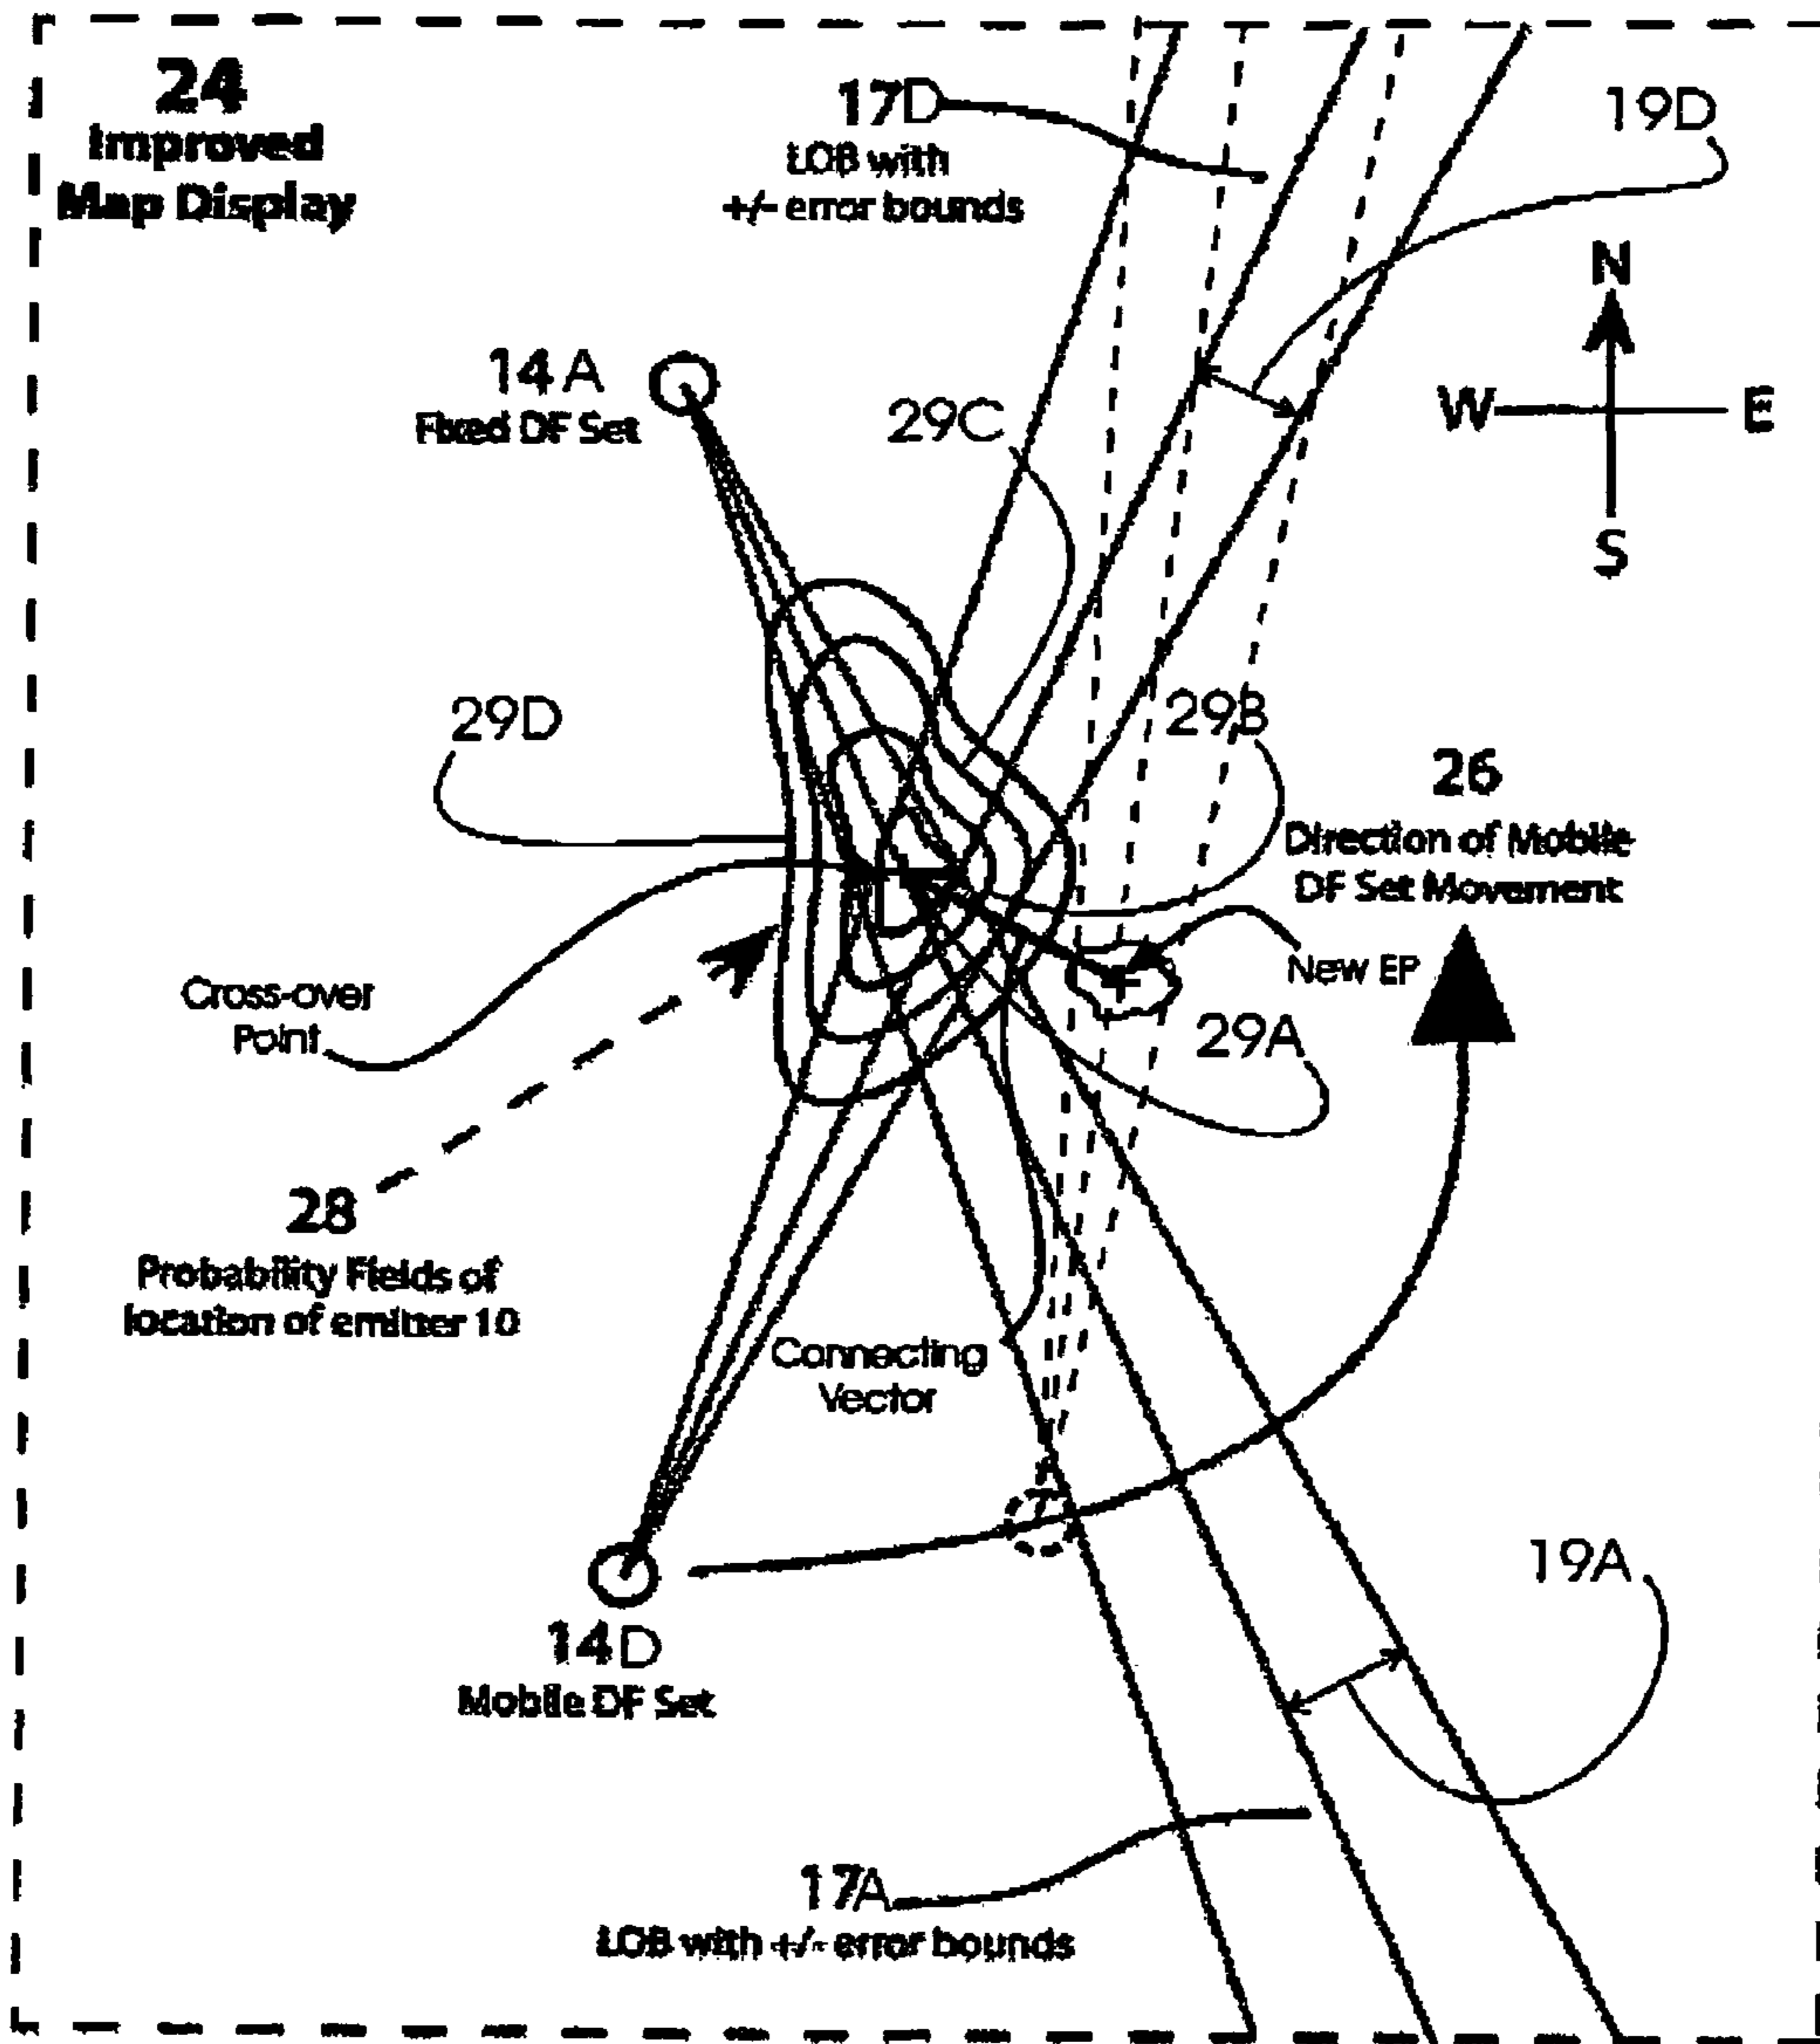 24
Improved
Map Display
17D
LOB with
+/- error bounds
19D
N
W
E
S
14A
Fixed DF Set
29C
29D
29B
26
Direction of Mobile
DF Set Movement
New EP
Cross-over
Point
29A
28
Probability Fields of
location of emitter 10
Connecting
Vector
19A
14D
Mobile DF Set
17A
LOB with +/- error bounds